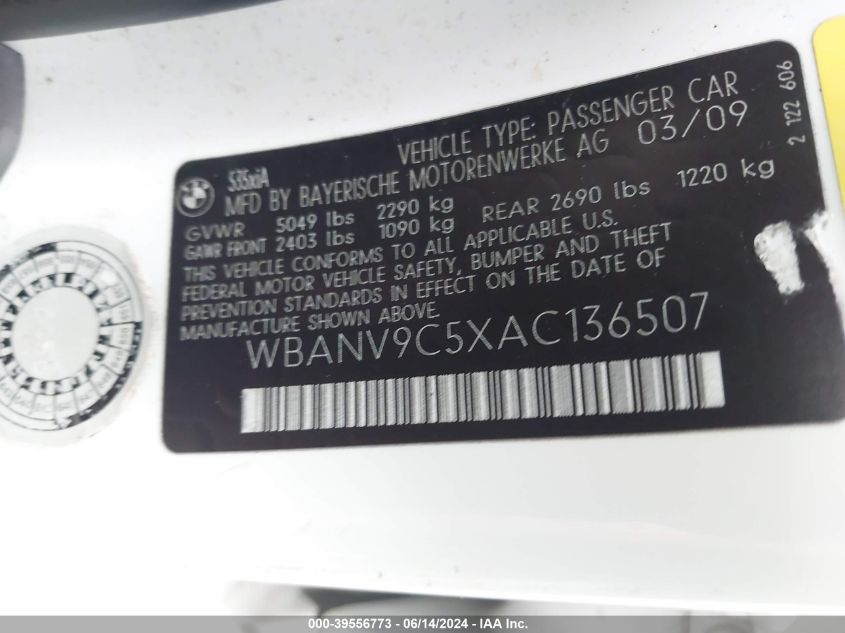 535xiA
VEHICLE TYPE: PASSENGER CAR
MFD BY BAYERISCHE MOTORENWERKE AG 03/09
GVWR 5049 lbs 2290 kg
GAWR FRONT 2403 lbs 1090 kg REAR 2690 lbs 1220 kg
THIS VEHICLE CONFORMS TO ALL APPLICABLE U.S.
FEDERAL MOTOR VEHICLE SAFETY, BUMPER AND THEFT
PREVENTION STANDARDS IN EFFECT ON THE DATE OF
MANUFACTURE SHOWN ABOVE.
WBANV9C5XAC136507
2 122 606
000-39556773 - 06/14/2024 - IAA Inc.